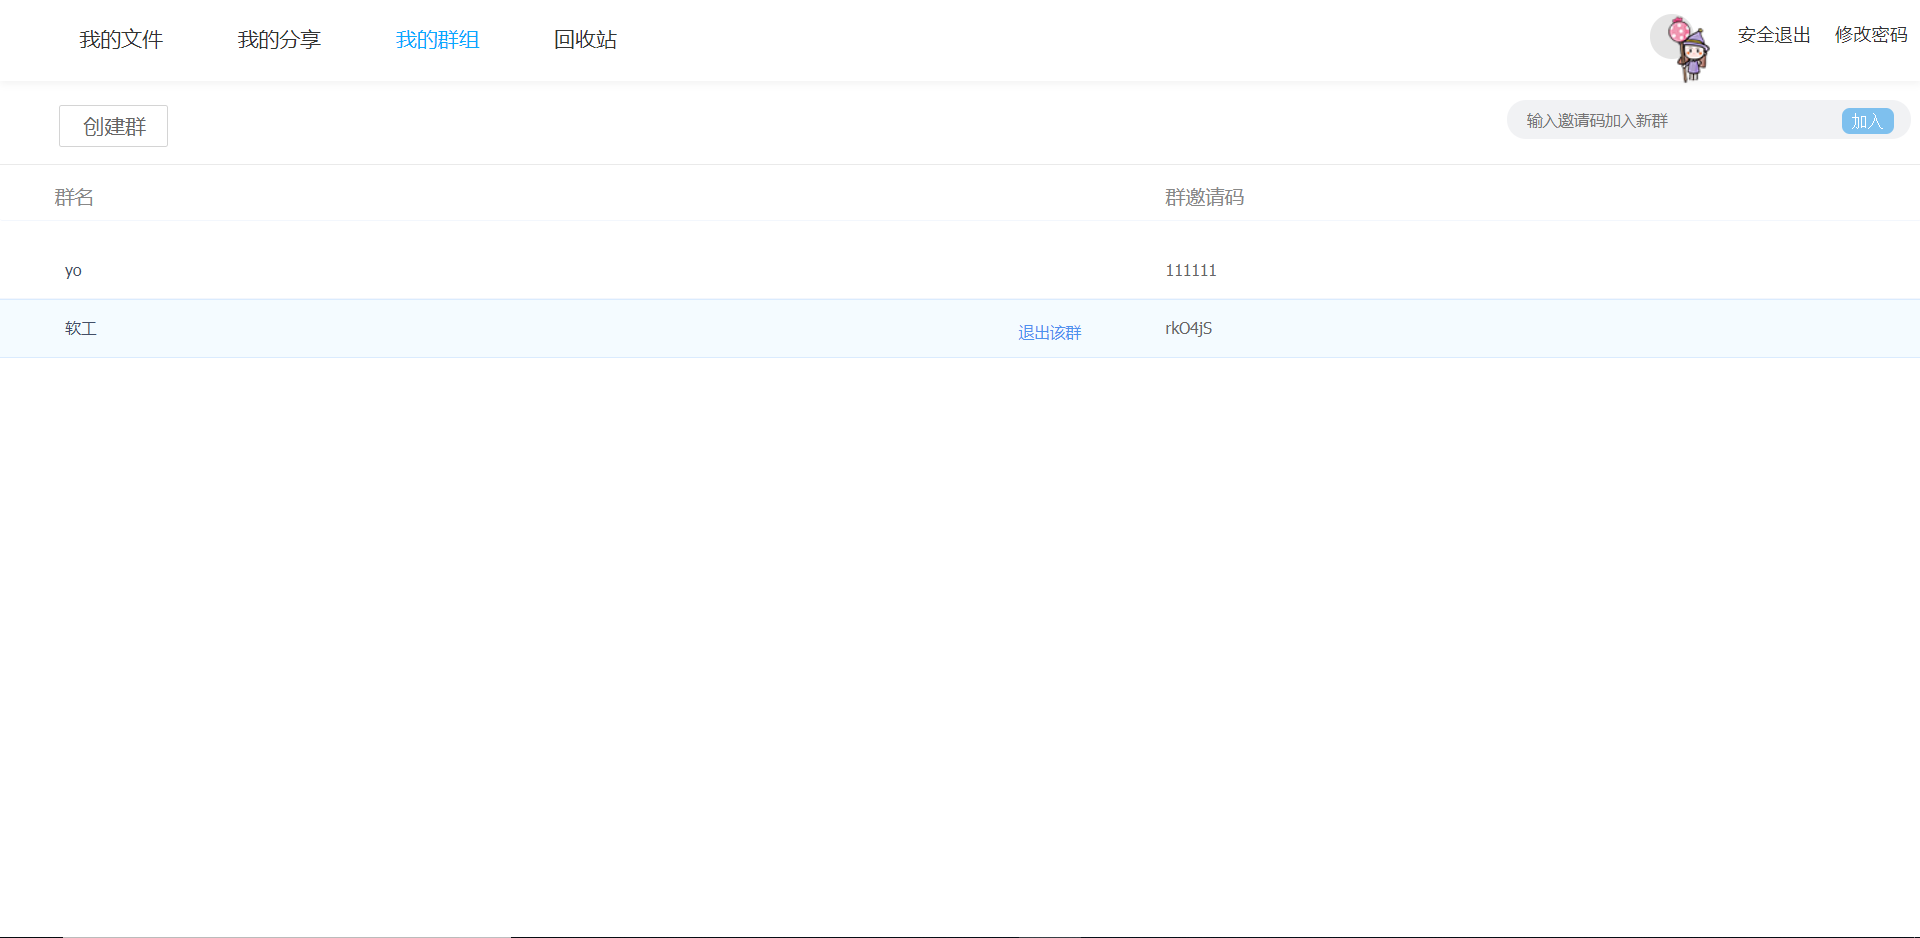 我的文件 我的分享 我的群组 回收站 安全退出 修改密码
创建群 输入邀请码加入新群 加入
群名 群邀请码
yo 111111
软工 退出该群 rkO4jS